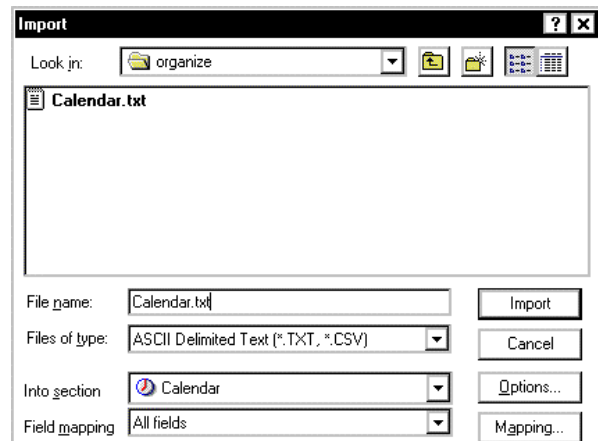 Import
Look in: organize
Calendar.txt
File name: Calendar.txt Import
Files of type: ASCII Delimited Text (*.TXT, *.CSV) Cancel
Into section Calendar Options...
Field mapping All fields Mapping...